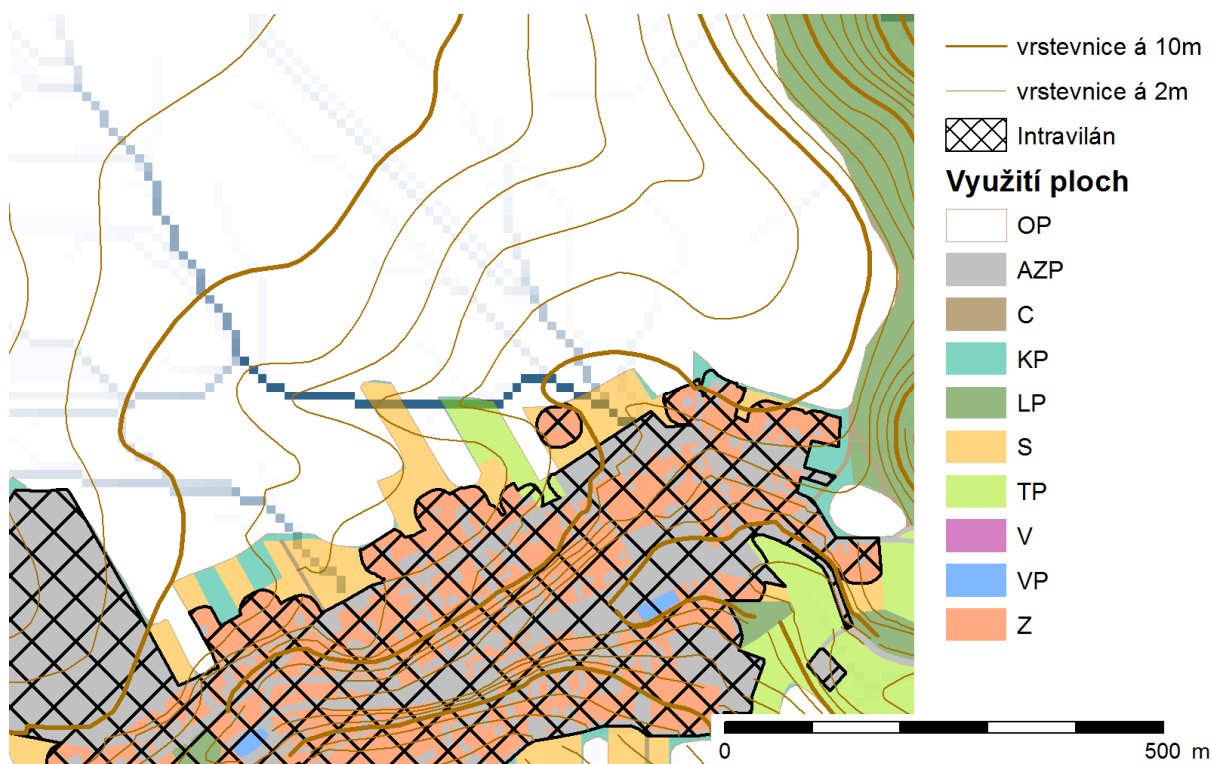 vrstevnice á 10m
vrstevnice á 2m
Intravilán
Využití ploch
OP
AZP
C
KP
LP
S
TP
V
VP
Z
0 500 m